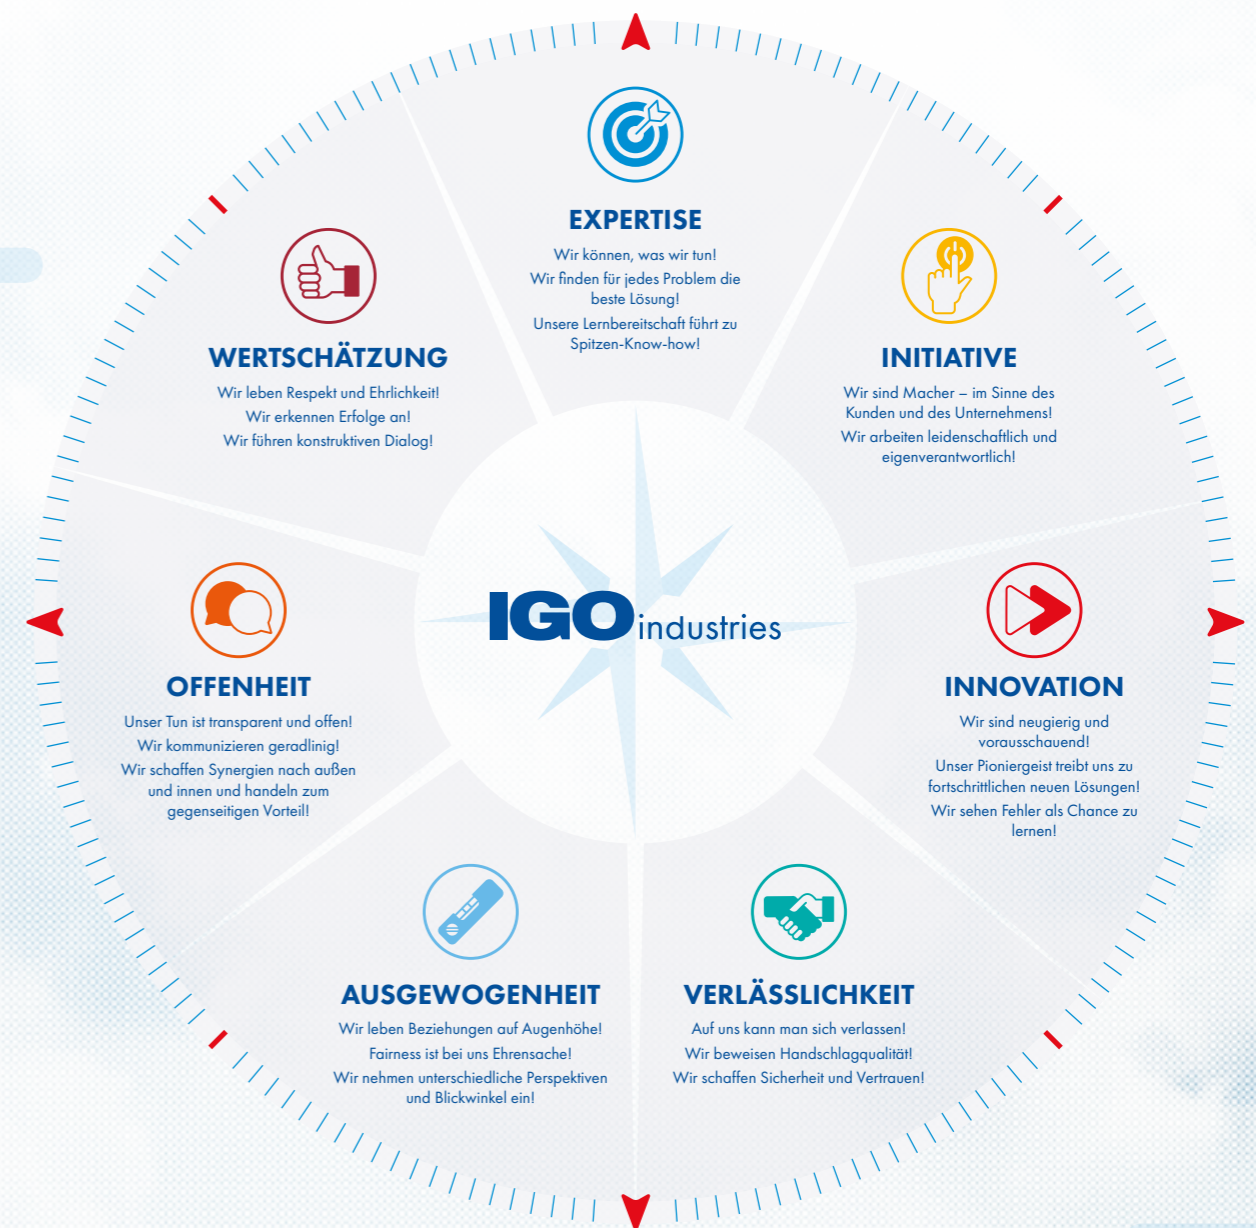 EXPERTISE
Wir können, was wir tun!
Wir finden für jedes Problem die
beste Lösung!
Unsere Lernbereitschaft führt zu
Spitzen-Know-how!
INITIATIVE
Wir sind Macher – im Sinne des
Kunden und des Unternehmens!
Wir arbeiten leidenschaftlich und
eigenverantwortlich!
INNOVATION
Wir sind neugierig und
vorausschauend!
Unser Pioniergeist treibt uns zu
fortschrittlichen neuen Lösungen!
Wir sehen Fehler als Chance zu
lernen!
VERLÄSSLICHKEIT
Auf uns kann man sich verlassen!
Wir beweisen Handschlagqualität!
Wir schaffen Sicherheit und Vertrauen!
AUSGEWOGENHEIT
Wir leben Beziehungen auf Augenhöhe!
Fairness ist bei uns Ehrensache!
Wir nehmen unterschiedliche Perspektiven
und Blickwinkel ein!
OFFENHEIT
Unser Tun ist transparent und offen!
Wir kommunizieren geradlinig!
Wir schaffen Synergien nach außen
und innen und handeln zum
gegenseitigen Vorteil!
WERTSCHÄTZUNG
Wir leben Respekt und Ehrlichkeit!
Wir erkennen Erfolge an!
Wir führen konstruktiven Dialog!
IGO industries